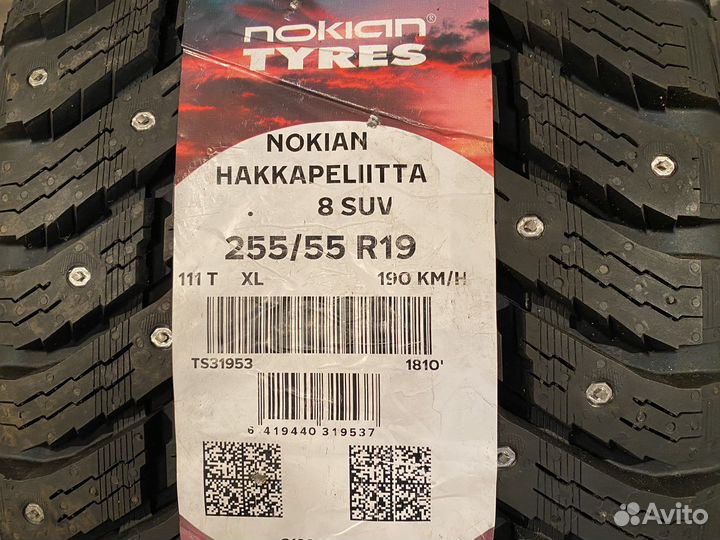 nokian®
TYRES
NOKIAN
HAKKAPELIITTA
8 SUV
255/55 R19
111 T XL 190 KM/H
TS31953 1810'
6 419440 319537
Avito